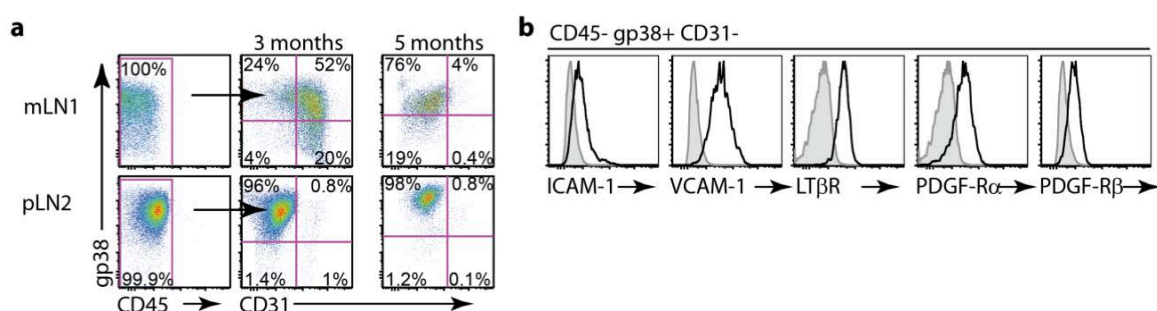 a
3 months
5 months
mLN1
100%
24% 52%
4% 20%
76% 4%
19% 0.4%
pLN2
99.9%
96% 0.8%
1.4% 1%
98% 0.8%
1.2% 0.1%
gp38
CD45
CD31
b
CD45- gp38+ CD31-
ICAM-1
VCAM-1
LTβR
PDGF-Rα
PDGF-Rβ